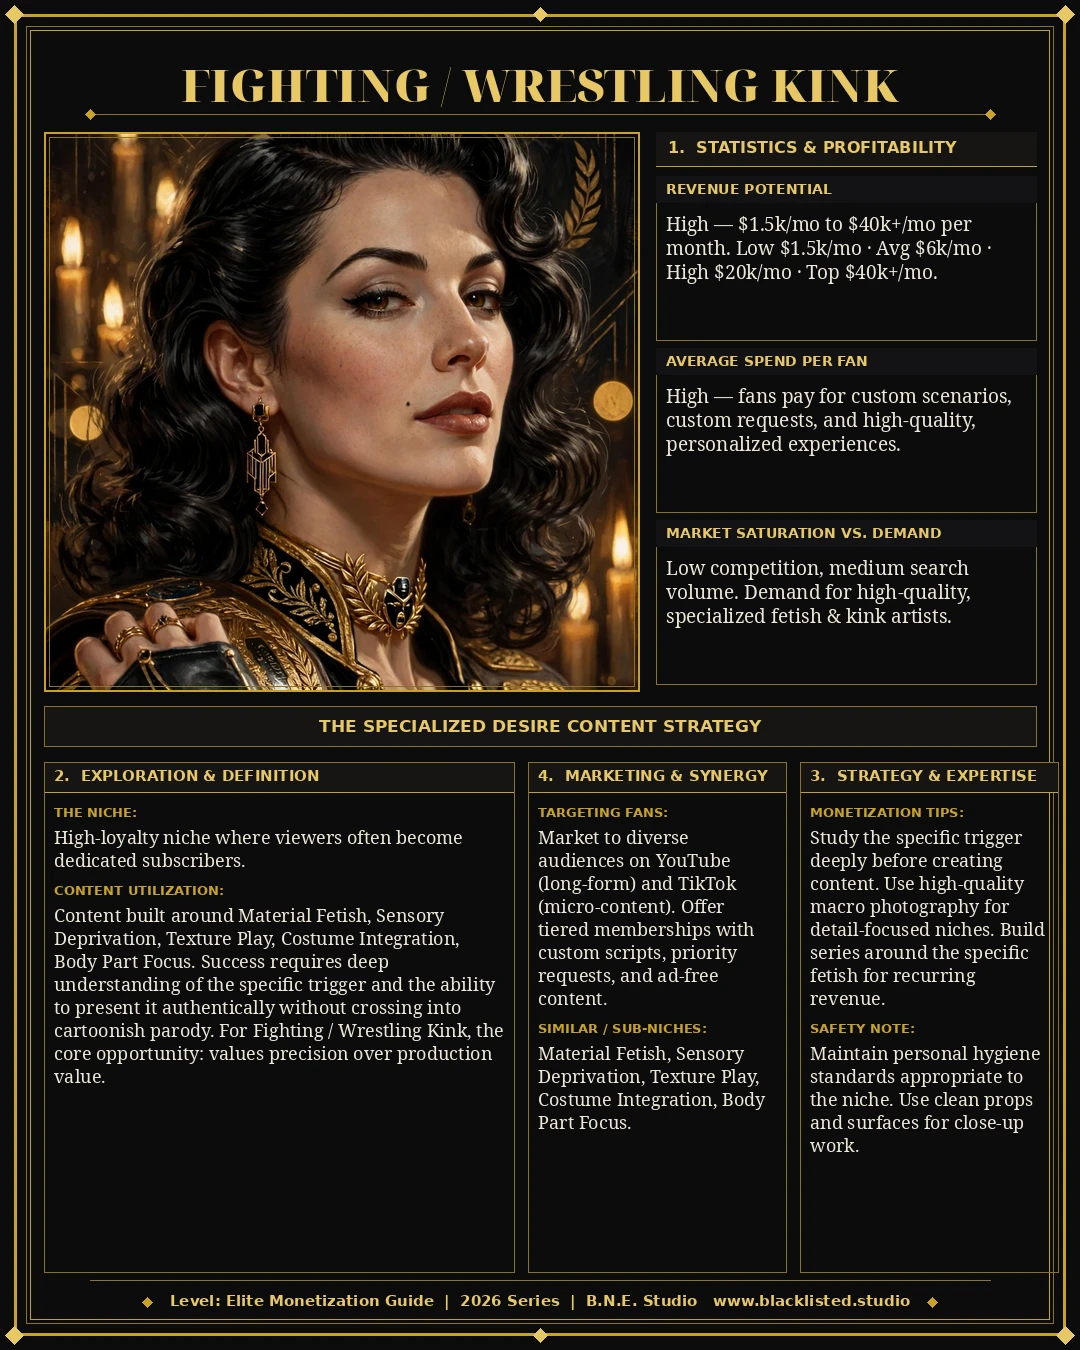 FIGHTING / WRESTLING KINK
1. STATISTICS & PROFITABILITY
REVENUE POTENTIAL
High — $1.5k/mo to $40k+/mo per
month. Low $1.5k/mo · Avg $6k/mo ·
High $20k/mo · Top $40k+/mo.
AVERAGE SPEND PER FAN
High — fans pay for custom scenarios,
custom requests, and high-quality,
personalized experiences.
MARKET SATURATION VS. DEMAND
Low competition, medium search
volume. Demand for high-quality,
specialized fetish & kink artists.
THE SPECIALIZED DESIRE CONTENT STRATEGY
2. EXPLORATION & DEFINITION
THE NICHE:
High-loyalty niche where viewers often become
dedicated subscribers.
CONTENT UTILIZATION:
Content built around Material Fetish, Sensory
Deprivation, Texture Play, Costume Integration,
Body Part Focus. Success requires deep
understanding of the specific trigger and the ability
to present it authentically without crossing into
cartoonish parody. For Fighting / Wrestling Kink, the
core opportunity: values precision over production
value.
4. MARKETING & SYNERGY
TARGETING FANS:
Market to diverse
audiences on YouTube
(long-form) and TikTok
(micro-content). Offer
tiered memberships with
custom scripts, priority
requests, and ad-free
content.
SIMILAR / SUB-NICHES:
Material Fetish, Sensory
Deprivation, Texture Play,
Costume Integration, Body
Part Focus.
3. STRATEGY & EXPERTISE
MONETIZATION TIPS:
Study the specific trigger
deeply before creating
content. Use high-quality
macro photography for
detail-focused niches. Build
series around the specific
fetish for recurring
revenue.
SAFETY NOTE:
Maintain personal hygiene
standards appropriate to
the niche. Use clean props
and surfaces for close-up
work.
Level: Elite Monetization Guide | 2026 Series | B.N.E. Studio www.blacklisted.studio